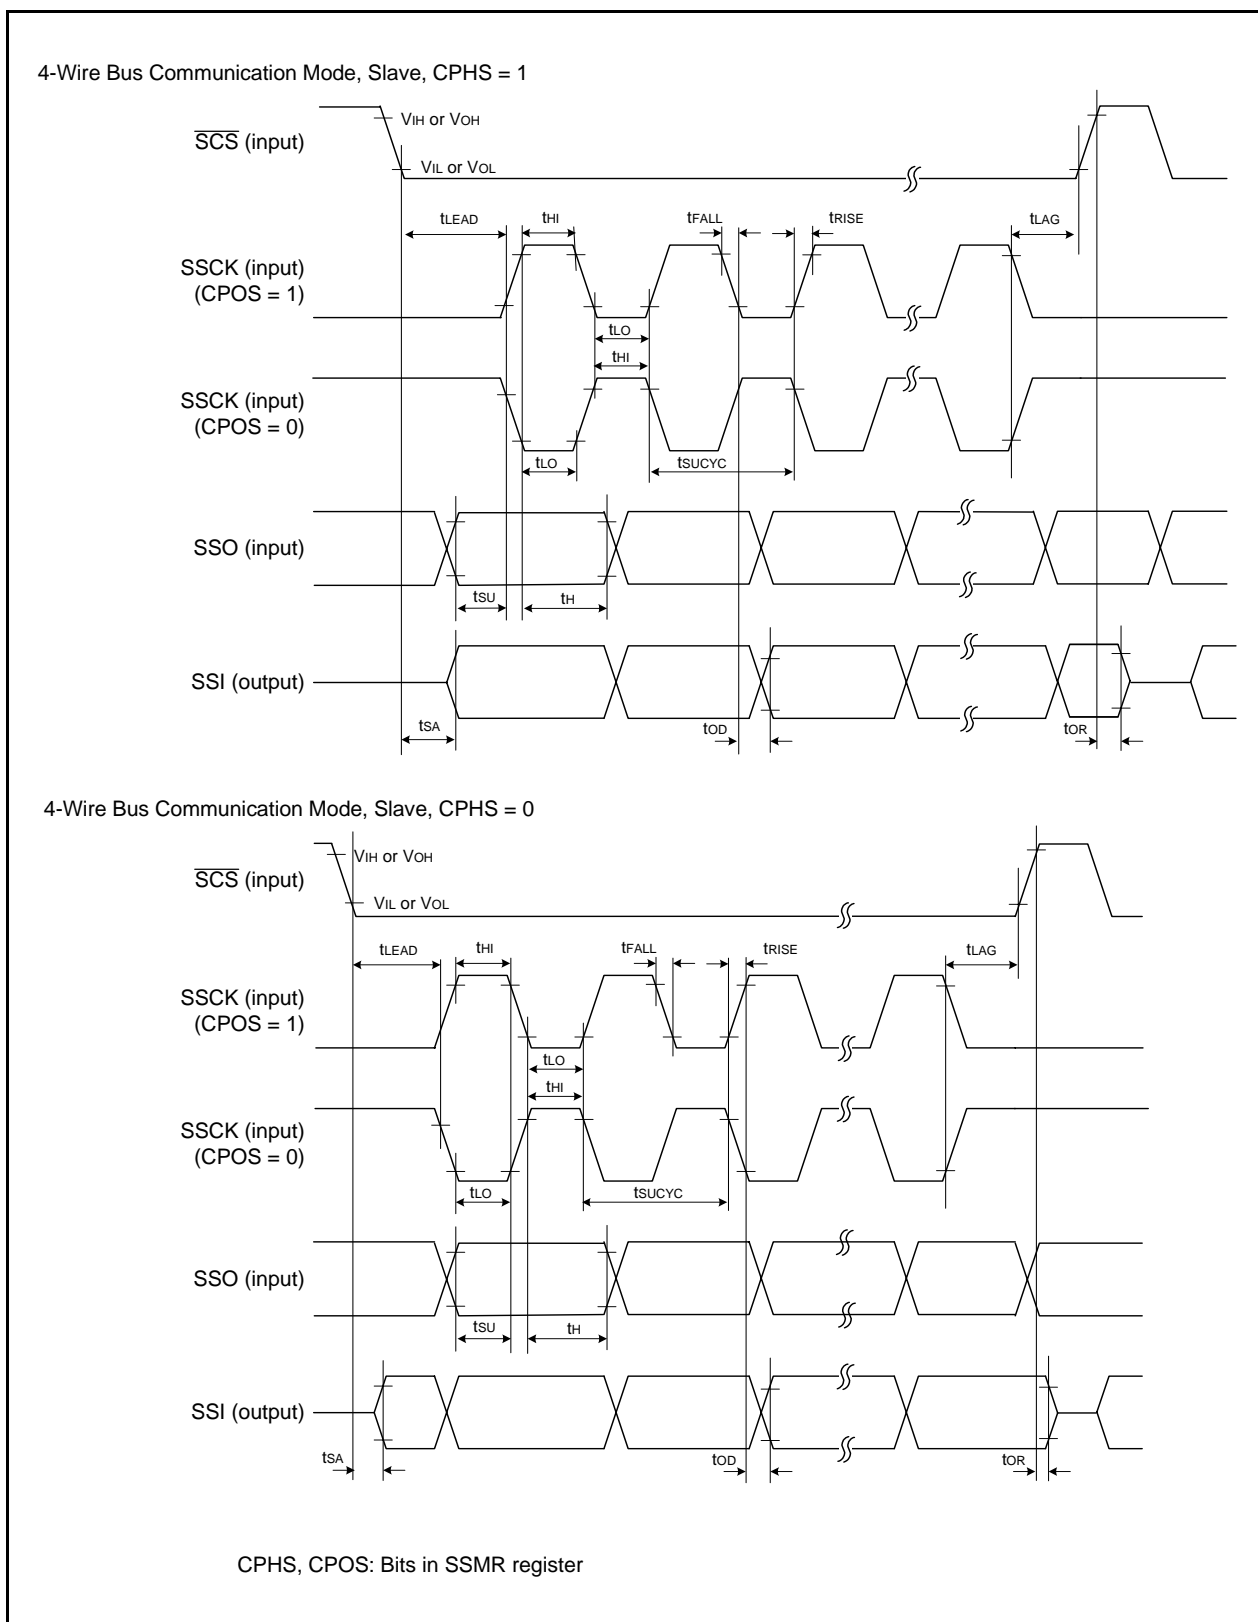 4-Wire Bus Communication Mode, Slave, CPHS = 1
SCS (input)
VIH or VOH
VIL or VOL
tLEAD
tHI
tFALL
tRISE
tLAG
SSCK (input)
(CPOS = 1)
tLO
tHI
SSCK (input)
(CPOS = 0)
tLO
tSUCYC
SSO (input)
tSU
tH
SSI (output)
tSA
tOD
tOR
4-Wire Bus Communication Mode, Slave, CPHS = 0
SCS (input)
VIH or VOH
VIL or VOL
tLEAD
tHI
tFALL
tRISE
tLAG
SSCK (input)
(CPOS = 1)
tLO
tHI
SSCK (input)
(CPOS = 0)
tLO
tSUCYC
SSO (input)
tSU
tH
SSI (output)
tSA
tOD
tOR
CPHS, CPOS: Bits in SSMR register